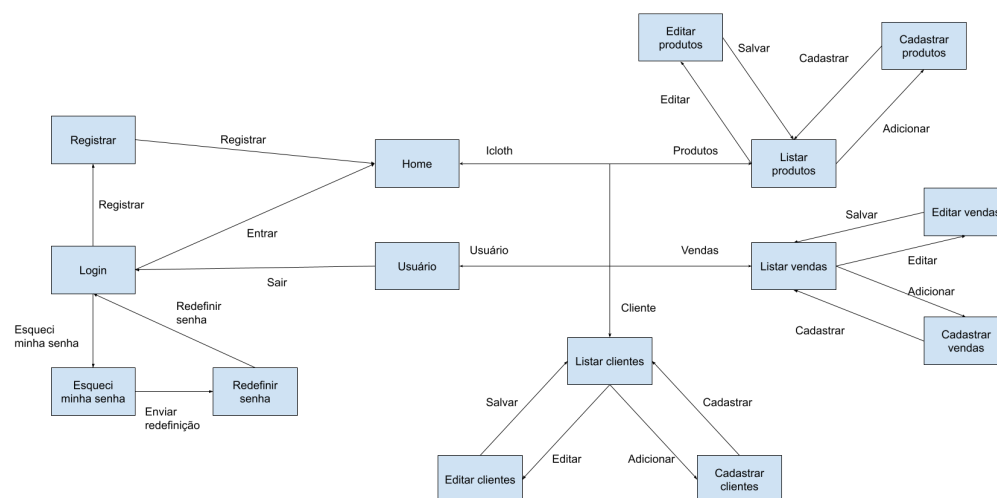 Editar
produtos
Salvar
Cadastrar
Cadastrar
produtos
Editar
Adicionar
Registrar
Registrar
Home
Icloth
Produtos
Listar
produtos
Registrar
Entrar
Salvar
Editar vendas
Login
Sair
Usuário
Usuário
Vendas
Listar vendas
Editar
Adicionar
Redefinir
senha
Cliente
Cadastrar
Cadastrar
vendas
Esqueci
minha senha
Listar clientes
Esqueci
minha senha
Enviar
redefinição
Redefinir
senha
Salvar
Cadastrar
Editar
Adicionar
Editar clientes
Cadastrar
clientes